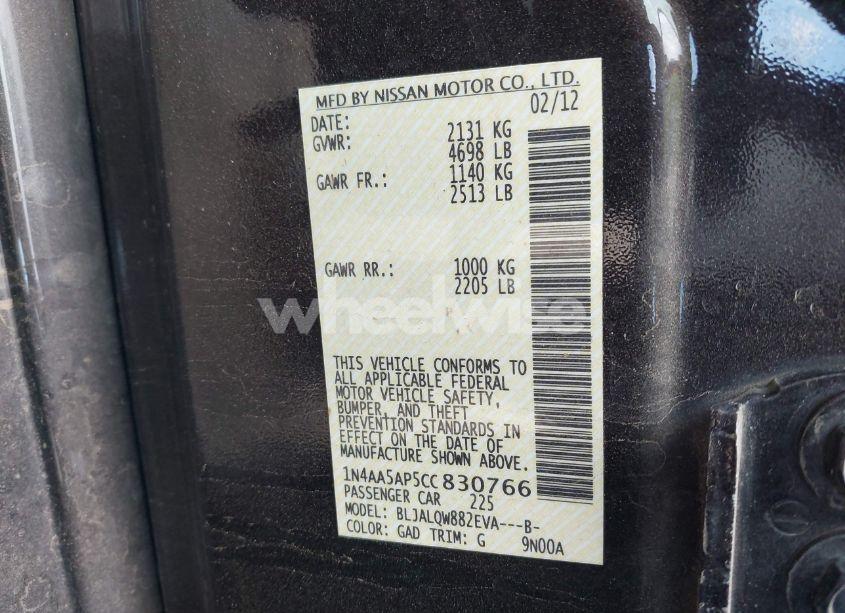 MFD BY NISSAN MOTOR CO., LTD.
DATE: 02/12
GVWR: 2131 KG
4698 LB
GAWR FR.: 1140 KG
2513 LB
GAWR RR.: 1000 KG
2205 LB
wheelwise
THIS VEHICLE CONFORMS TO
ALL APPLICABLE FEDERAL
MOTOR VEHICLE SAFETY,
BUMPER, AND THEFT
PREVENTION STANDARDS IN
EFFECT ON THE DATE OF
MANUFACTURE SHOWN ABOVE.
1N4AA5AP5CC830766
PASSENGER CAR 225
MODEL: BLJALQW882EVA---B-
COLOR: GAD TRIM: G 9N00A